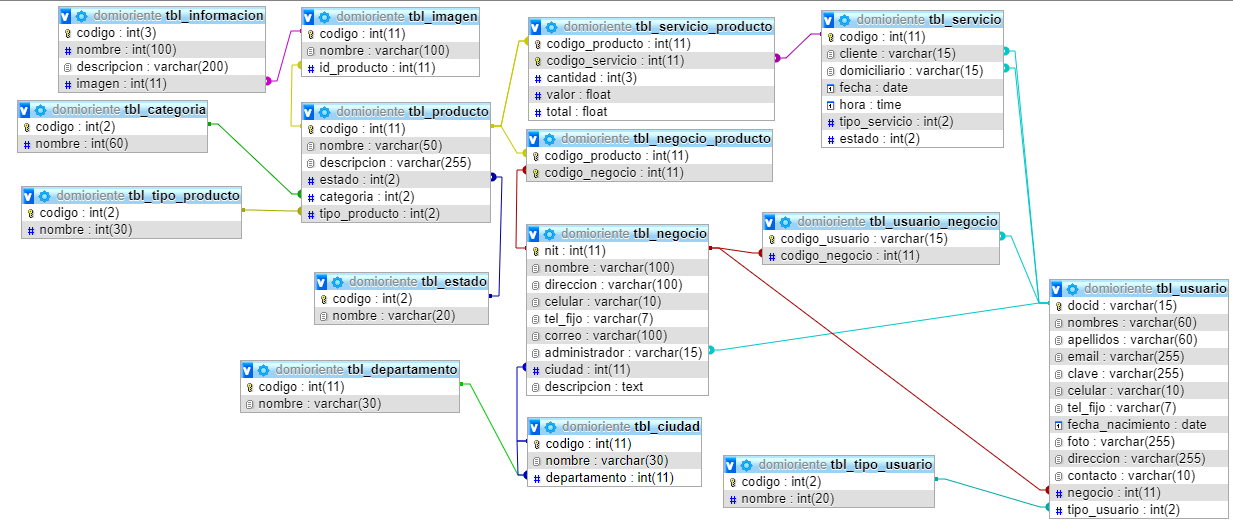 domioriente tbl_informacion
codigo : int(3)
nombre : int(100)
descripcion : varchar(200)
imagen : int(11)
domioriente tbl_imagen
codigo : int(11)
nombre : varchar(100)
id_producto : int(11)
domioriente tbl_servicio_producto
codigo_producto : int(11)
codigo_servicio : int(11)
cantidad : int(3)
valor : float
total : float
domioriente tbl_servicio
codigo : int(11)
cliente : varchar(15)
domiciliario : varchar(15)
fecha : date
hora : time
tipo_servicio : int(2)
estado : int(2)
domioriente tbl_categoria
codigo : int(2)
nombre : int(60)
domioriente tbl_producto
codigo : int(11)
nombre : varchar(50)
descripcion : varchar(255)
estado : int(2)
categoria : int(2)
tipo_producto : int(2)
domioriente tbl_negocio_producto
codigo_producto : int(11)
codigo_negocio : int(11)
domioriente tbl_tipo_producto
codigo : int(2)
nombre : int(30)
domioriente tbl_negocio
nit : int(11)
nombre : varchar(100)
direccion : varchar(100)
celular : varchar(10)
tel_fijo : varchar(7)
correo : varchar(100)
administrador : varchar(15)
ciudad : int(11)
descripcion : text
domioriente tbl_usuario_negocio
codigo_usuario : varchar(15)
codigo_negocio : int(11)
domioriente tbl_estado
codigo : int(2)
nombre : varchar(20)
domioriente tbl_usuario
docid : varchar(15)
nombres : varchar(60)
apellidos : varchar(60)
email : varchar(255)
clave : varchar(255)
celular : varchar(10)
tel_fijo : varchar(7)
fecha_nacimiento : date
foto : varchar(255)
direccion : varchar(255)
contacto : varchar(10)
negocio : int(11)
tipo_usuario : int(2)
domioriente tbl_departamento
codigo : int(11)
nombre : varchar(30)
domioriente tbl_ciudad
codigo : int(11)
nombre : varchar(30)
departamento : int(11)
domioriente tbl_tipo_usuario
codigo : int(2)
nombre : int(20)